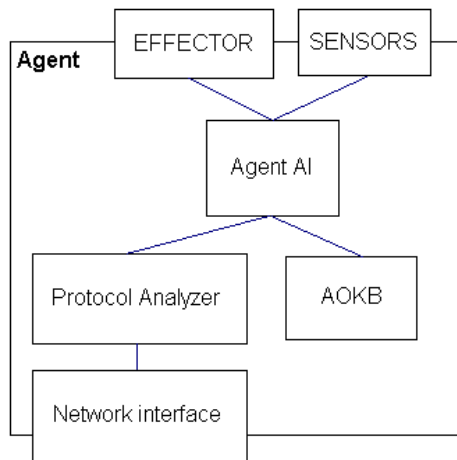 EFFECTOR
SENSORS
Agent
Agent AI
Protocol Analyzer
AOKB
Network interface